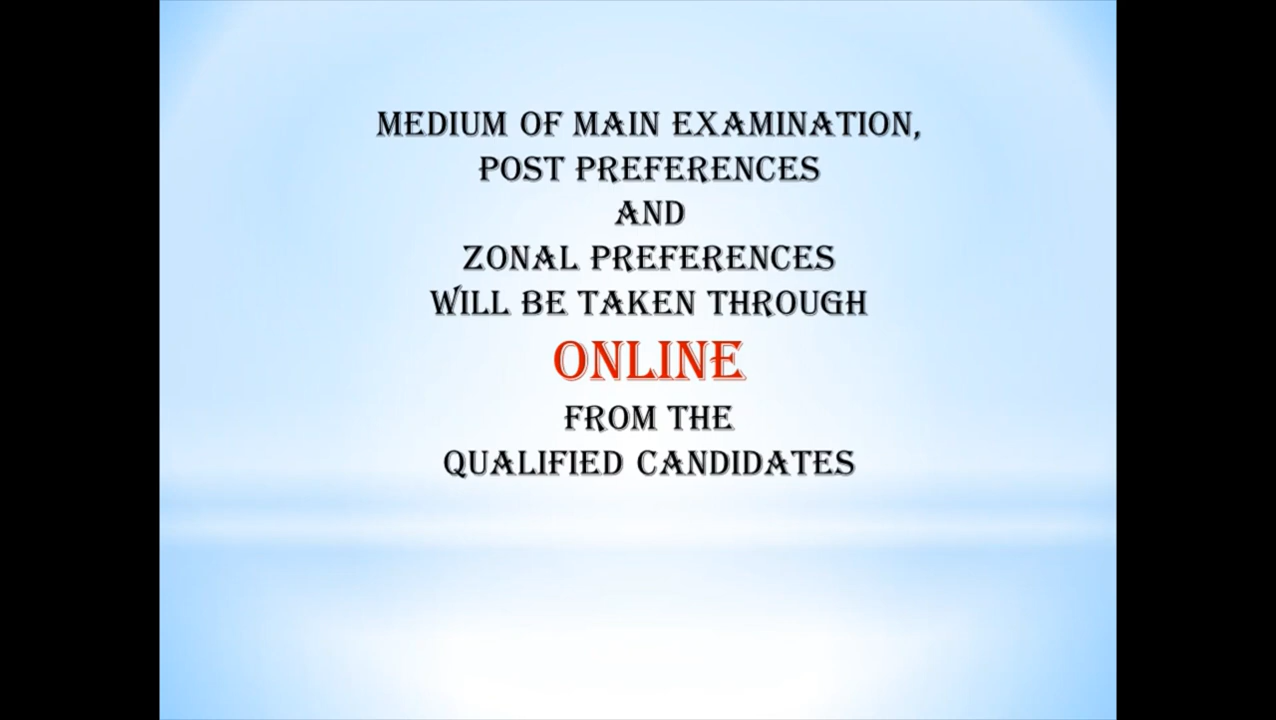 MEDIUM OF MAIN EXAMINATION,
POST PREFERENCES
AND
ZONAL PREFERENCES
WILL BE TAKEN THROUGH
ONLINE
FROM THE
QUALIFIED CANDIDATES